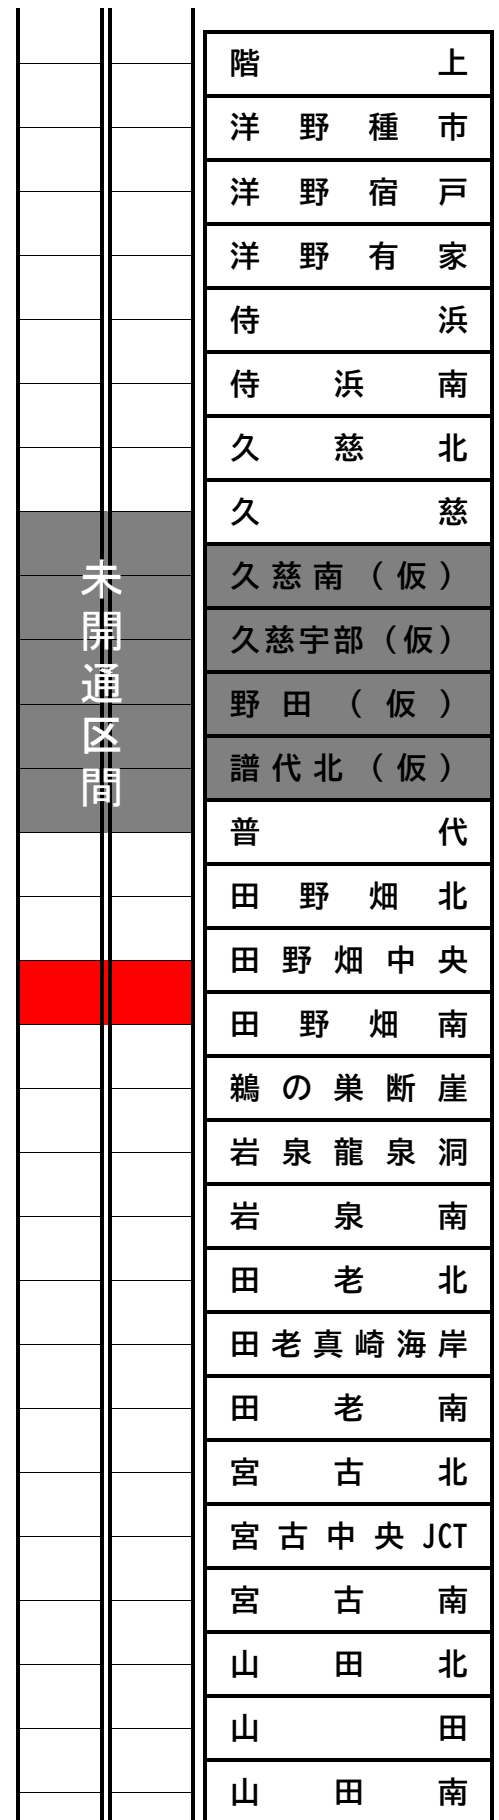 階上
洋野種市
洋野宿戸
洋野有家
侍浜
侍浜南
久慈北
久慈
久慈南（仮）
久慈宇部（仮）
野田（仮）
譜代北（仮）
普代
田野畑北
田野畑中央
田野畑南
鵜の巣断崖
岩泉龍泉洞
岩泉南
田老北
田老真崎海岸
田老南
宮古北
宮古中央JCT
宮古南
山田北
山田
山田南
未開通区間